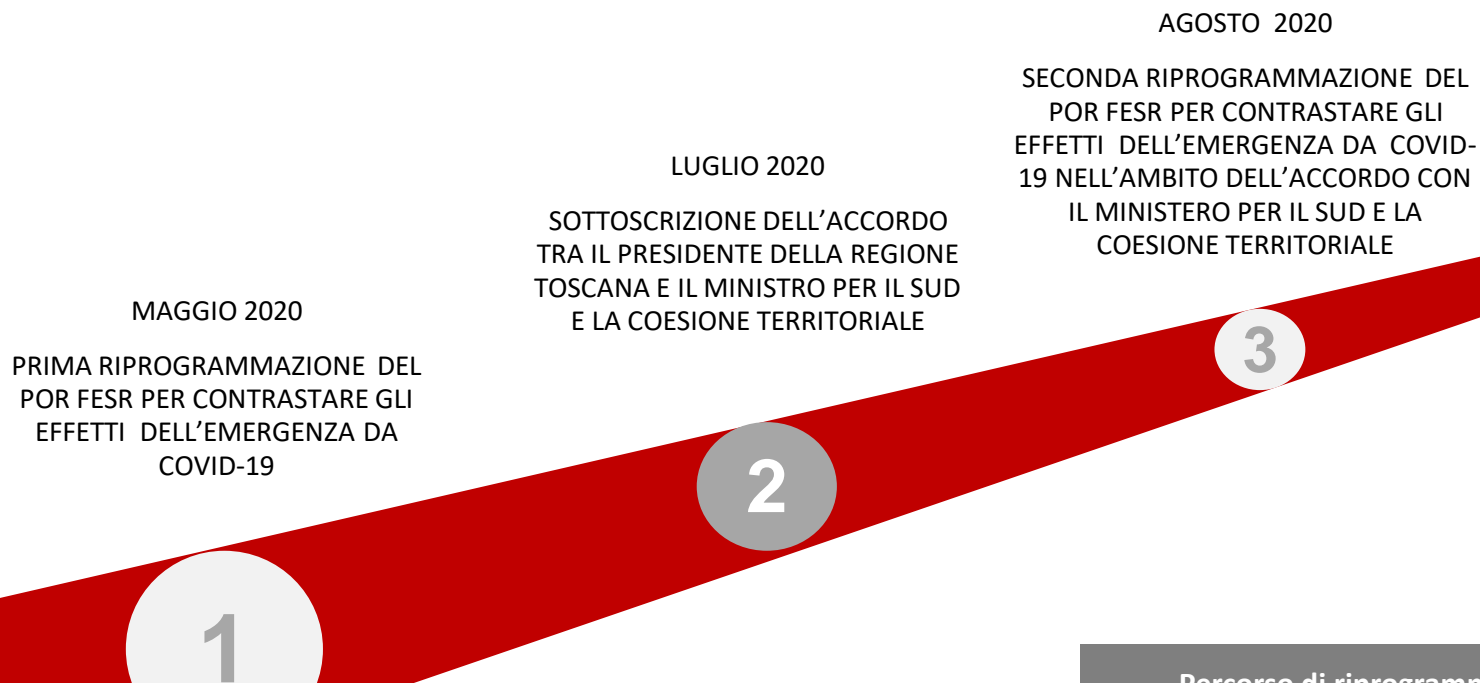 MAGGIO 2020
PRIMA RIPROGRAMMAZIONE DEL
POR FESR PER CONTRASTARE GLI
EFFETTI DELL’EMERGENZA DA
COVID-19
1
LUGLIO 2020
SOTTOSCRIZIONE DELL’ACCORDO
TRA IL PRESIDENTE DELLA REGIONE
TOSCANA E IL MINISTRO PER IL SUD
E LA COESIONE TERRITORIALE
2
AGOSTO 2020
SECONDA RIPROGRAMMAZIONE DEL
POR FESR PER CONTRASTARE GLI
EFFETTI DELL’EMERGENZA DA COVID-
19 NELL’AMBITO DELL’ACCORDO CON
IL MINISTERO PER IL SUD E LA
COESIONE TERRITORIALE
3
Percorso di